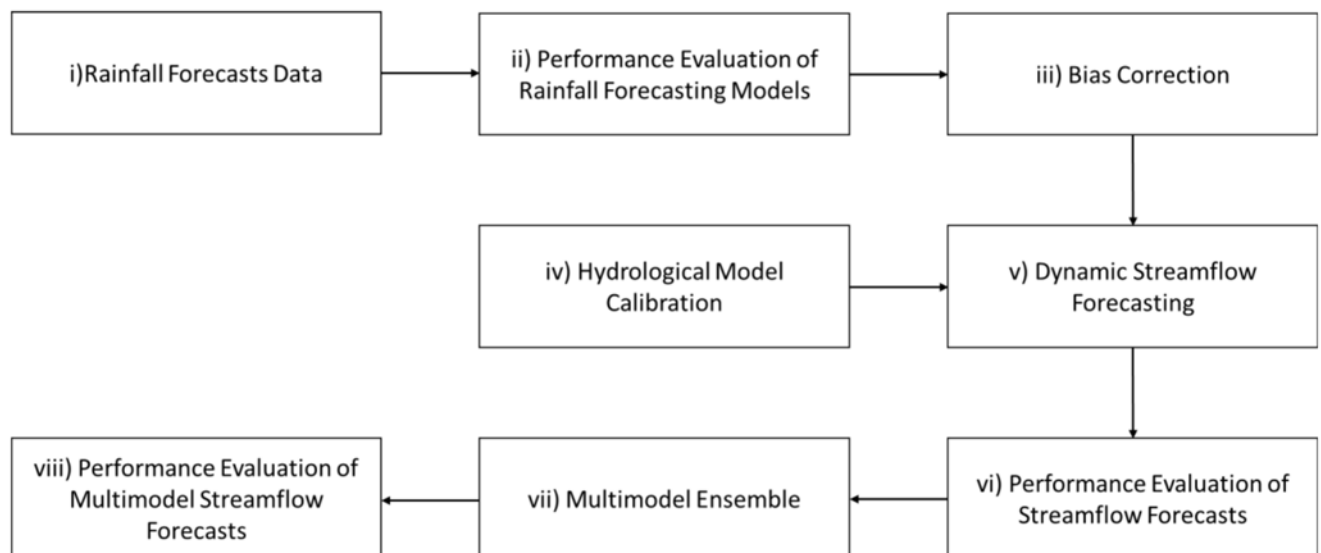 i)Rainfall Forecasts Data
ii) Performance Evaluation of
Rainfall Forecasting Models
iii) Bias Correction
iv) Hydrological Model
Calibration
v) Dynamic Streamflow
Forecasting
vi) Performance Evaluation of
Streamflow Forecasts
vii) Multimodel Ensemble
viii) Performance Evaluation of
Multimodel Streamflow
Forecasts